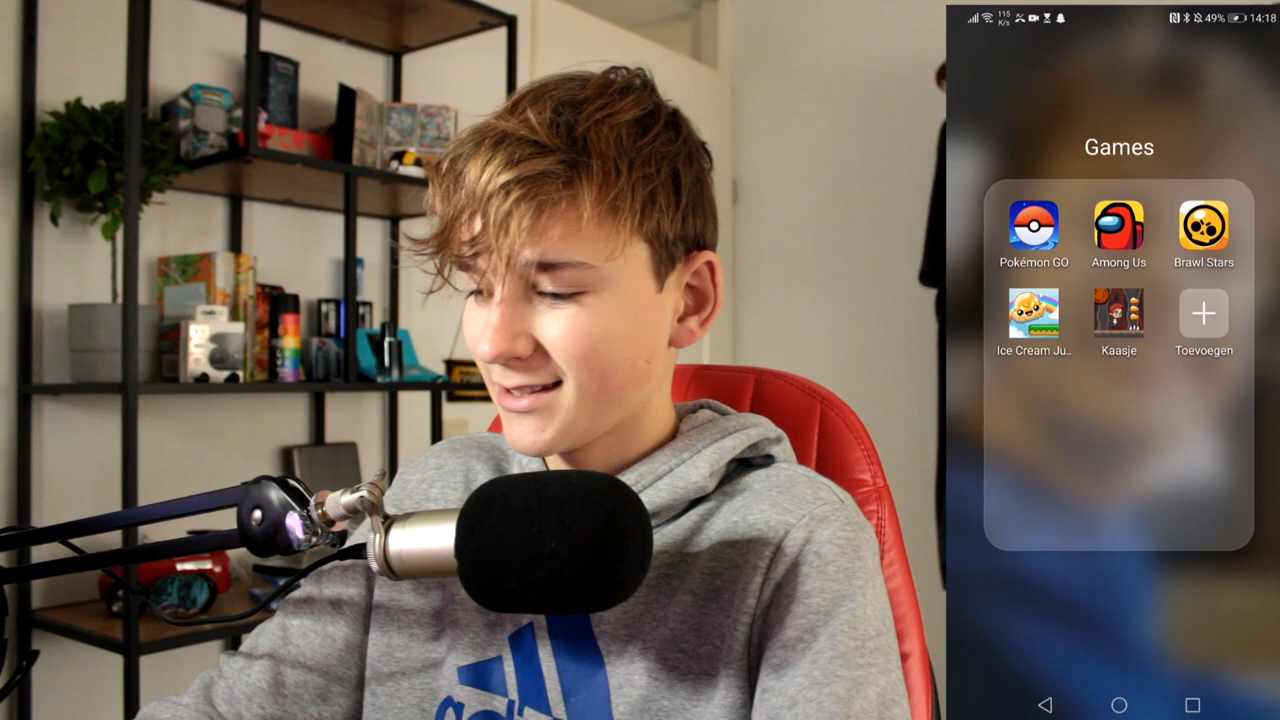 115
K/s
49%
14:18
Games
Pokémon GO
Among Us
Brawl Stars
Ice Cream Ju..
Kaasje
Toevoegen